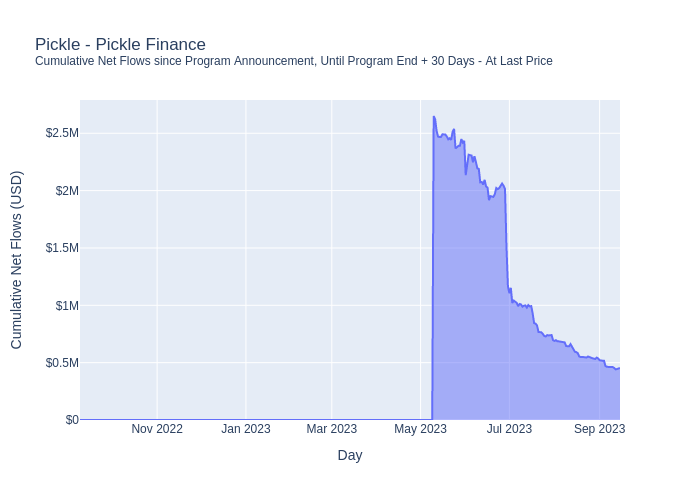 Pickle - Pickle Finance
Cumulative Net Flows since Program Announcement, Until Program End + 30 Days - At Last Price
Cumulative Net Flows (USD)
$2.5M
$2M
$1.5M
$1M
$0.5M
$0
Nov 2022
Jan 2023
Mar 2023
May 2023
Jul 2023
Sep 2023
Day